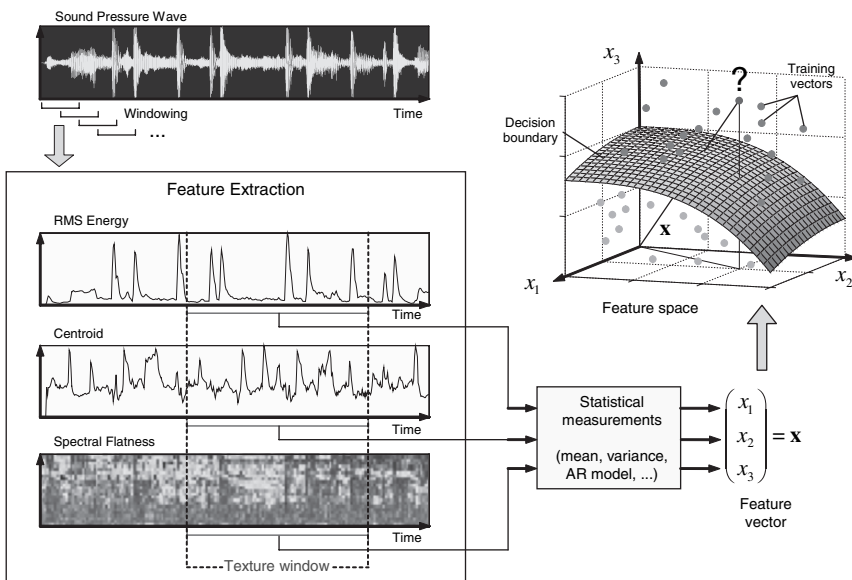 Sound Pressure Wave
Time
Windowing
...
Feature Extraction
RMS Energy
Time
Centroid
Time
Spectral Flatness
Time
Texture window
Statistical
measurements
(mean, variance,
AR model, ...)
x1
x2
x3
= x
Feature
vector
x3
?
Training
vectors
Decision
boundary
x
x1
x2
Feature space